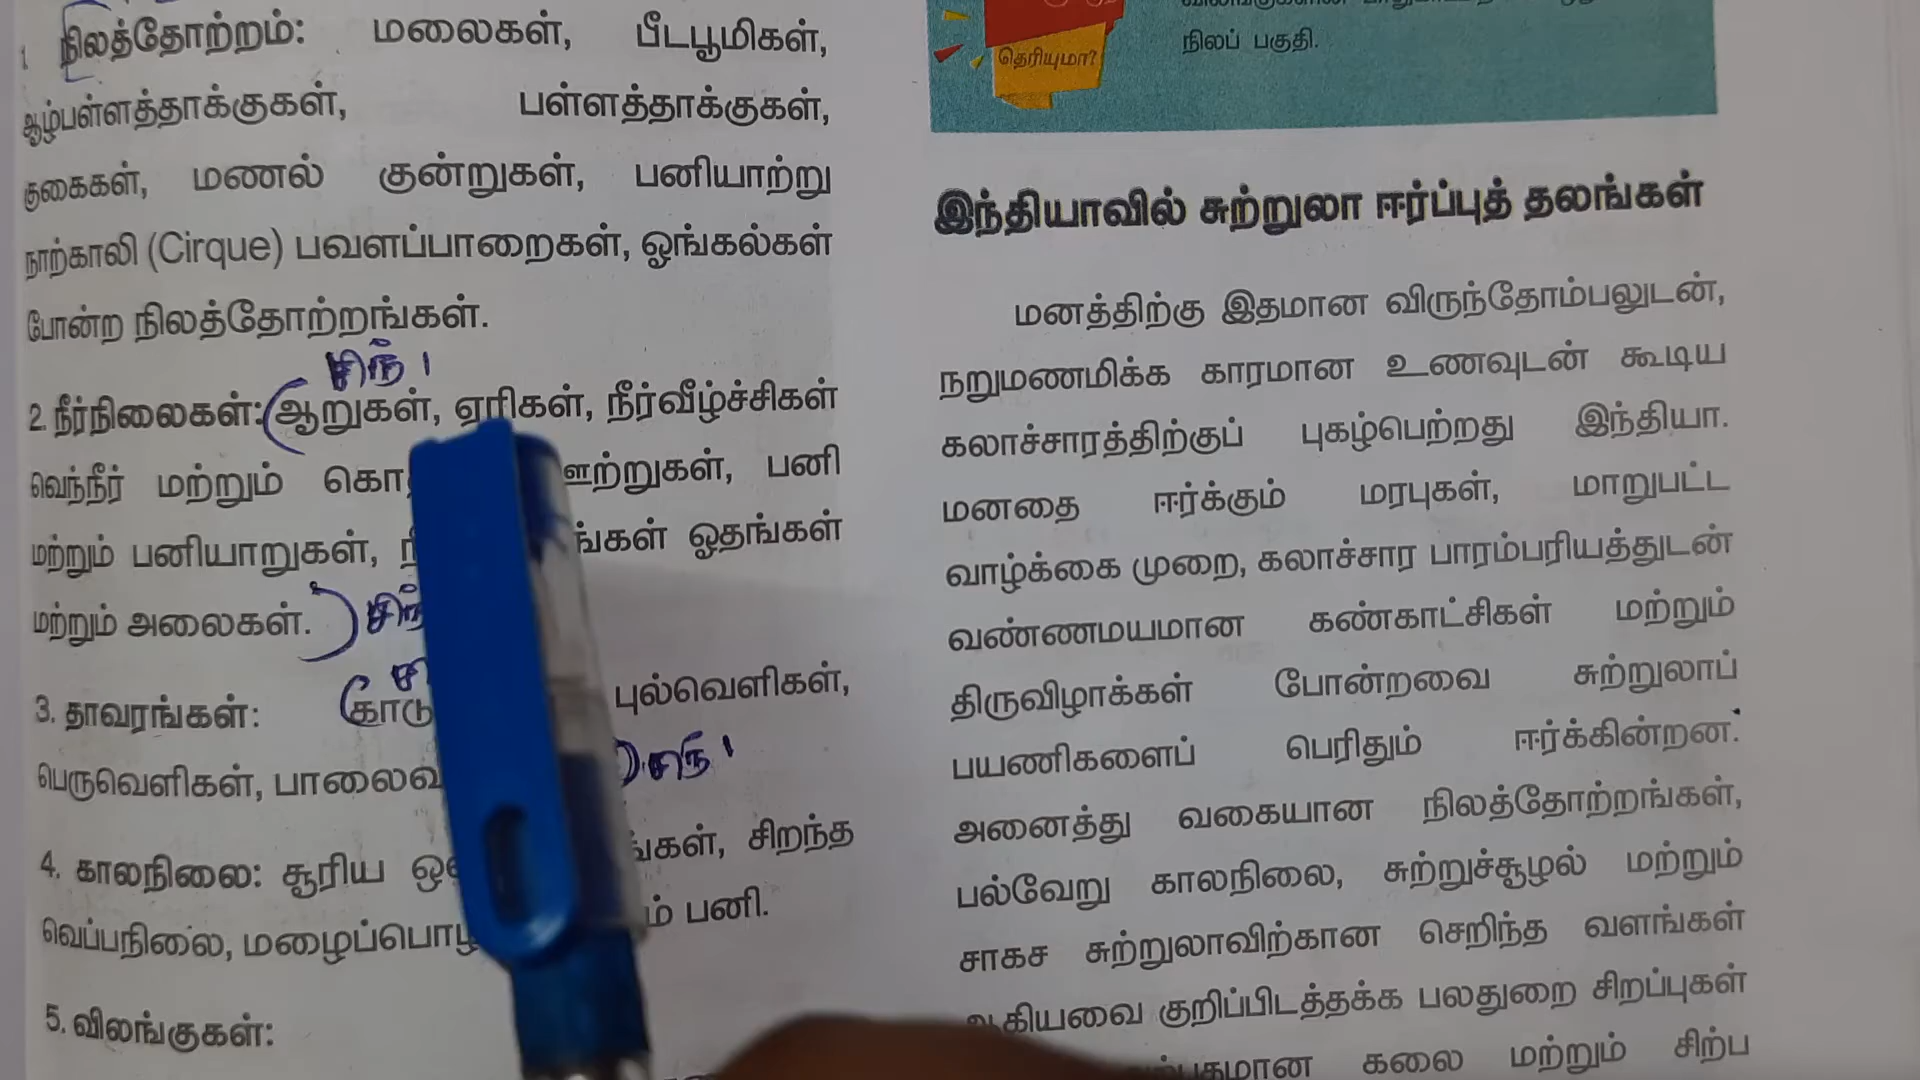 1 நிலத்தோற்றம்: மலைகள், பீடபூமிகள்,
ஆழ்பள்ளத்தாக்குகள், பள்ளத்தாக்குகள்,
குகைகள், மணல் குன்றுகள், பனியாற்று
நாற்காலி (Cirque) பவளப்பாறைகள், ஓங்கல்கள்
போன்ற நிலத்தோற்றங்கள்.
2. நீர்நிலைகள்: ஆறுகள், ஏரிகள், நீர்வீழ்ச்சிகள்
வெந்நீர் மற்றும் ஊற்றுகள், பனி
மற்றும் பனியாறுகள், ஓதங்கள்
மற்றும் அலைகள்.
3. தாவரங்கள்: புல்வெளிகள்,
பெருவெளிகள்,
4. காலநிலை: சூரிய சிறந்த
வெப்பநிலை, பனி.
5. விலங்குகள்:
தெரியுமா?
நிலப் பகுதி.
இந்தியாவில் சுற்றுலா ஈர்ப்புத் தலங்கள்
மனத்திற்கு இதமான விருந்தோம்பலுடன்,
நறுமணமிக்க காரமான உணவுடன் கூடிய
கலாச்சாரத்திற்குப் புகழ்பெற்றது இந்தியா.
மனதை ஈர்க்கும் மரபுகள், மாறுபட்ட
வாழ்க்கை முறை, கலாச்சார பாரம்பரியத்துடன்
வண்ணமயமான கண்காட்சிகள் மற்றும்
திருவிழாக்கள் போன்றவை சுற்றுலாப்
பயணிகளைப் பெரிதும் ஈர்க்கின்றன.
அனைத்து வகையான நிலத்தோற்றங்கள்,
பல்வேறு காலநிலை, சுற்றுச்சூழல் மற்றும்
சாகச சுற்றுலாவிற்கான செறிந்த வளங்கள்
ஆகியவை குறிப்பிடத்தக்க பலதுறை சிறப்புகள்
கலை மற்றும் சிற்ப